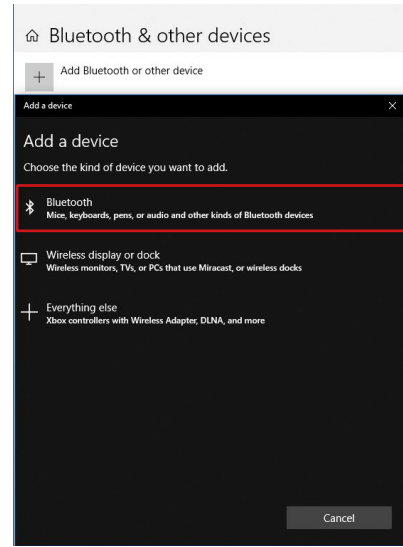 Bluetooth & other devices
Add Bluetooth or other device
Add a device
Add a device
Choose the kind of device you want to add.
Bluetooth
Mice, keyboards, pens, or audio and other kinds of Bluetooth devices
Wireless display or dock
Wireless monitors, TVs, or PCs that use Miracast, or wireless docks
Everything else
Xbox controllers with Wireless Adapter, DLNA, and more
Cancel